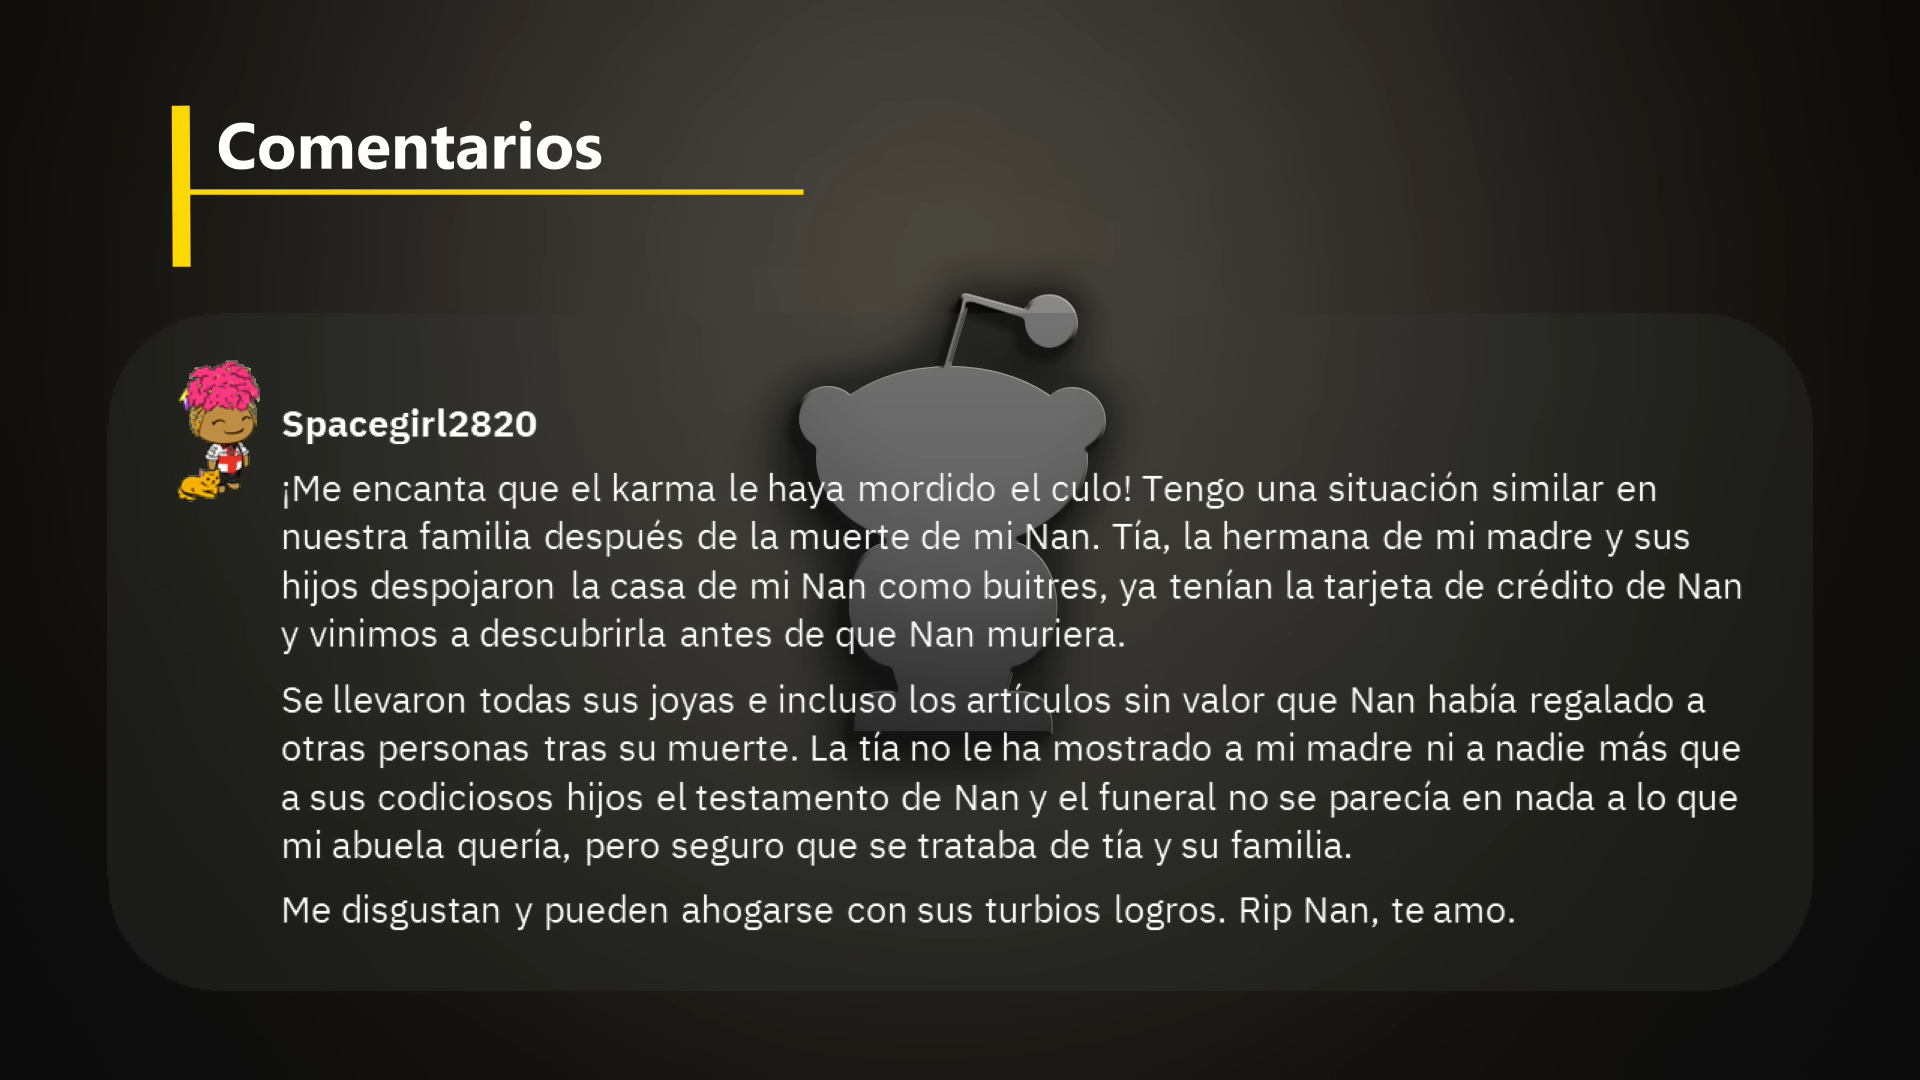 Comentarios
Spacegirl2820
¡Me encanta que el karma le haya mordido el culo! Tengo una situación similar en
nuestra familia después de la muerte de mi Nan. Tía, la hermana de mi madre y sus
hijos despojaron la casa de mi Nan como buitres, ya tenían la tarjeta de crédito de Nan
y vinimos a descubrirla antes de que Nan muriera.
Se llevaron todas sus joyas e incluso los artículos sin valor que Nan había regalado a
otras personas tras su muerte. La tía no le ha mostrado a mi madre ni a nadie más que
a sus codiciosos hijos el testamento de Nan y el funeral no se parecía en nada a lo que
mi abuela quería, pero seguro que se trataba de tía y su familia.
Me disgustan y pueden ahogarse con sus turbios logros. Rip Nan, te amo.